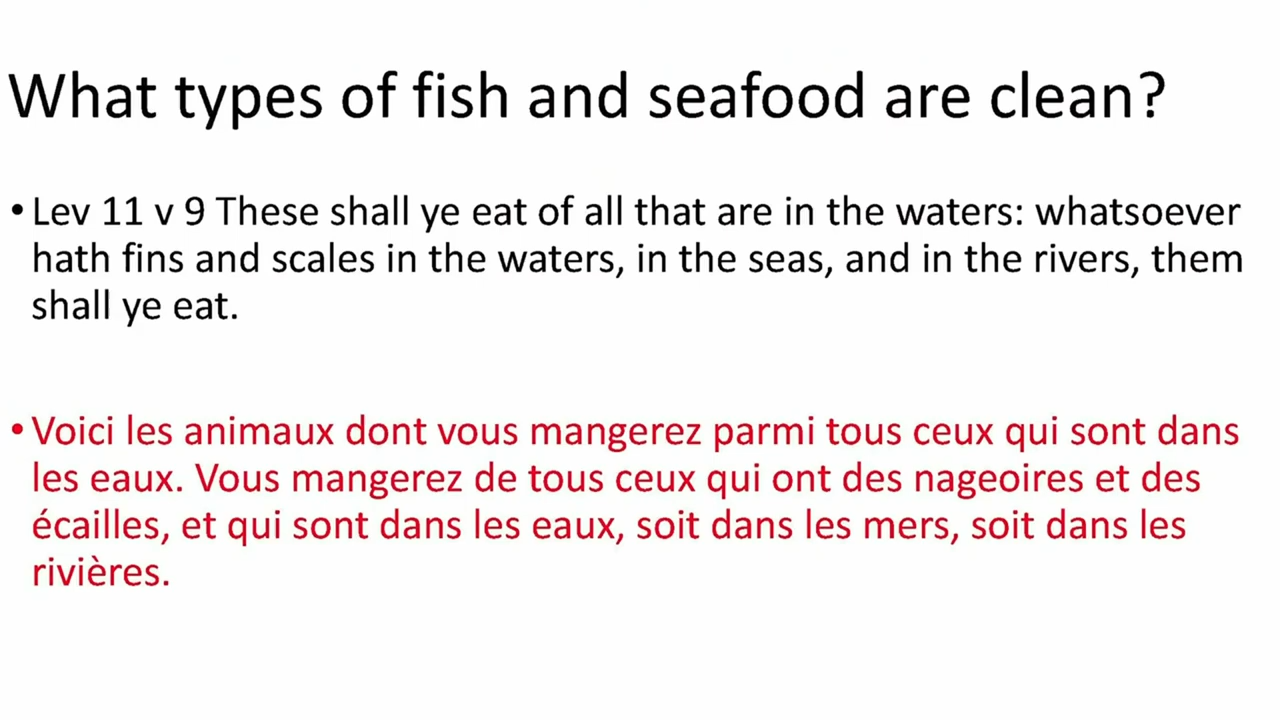 What types of fish and seafood are clean?
• Lev 11 v 9 These shall ye eat of all that are in the waters: whatsoever
hath fins and scales in the waters, in the seas, and in the rivers, them
shall ye eat.
• Voici les animaux dont vous mangerez parmi tous ceux qui sont dans
les eaux. Vous mangerez de tous ceux qui ont des nageoires et des
écailles, et qui sont dans les eaux, soit dans les mers, soit dans les
rivières.